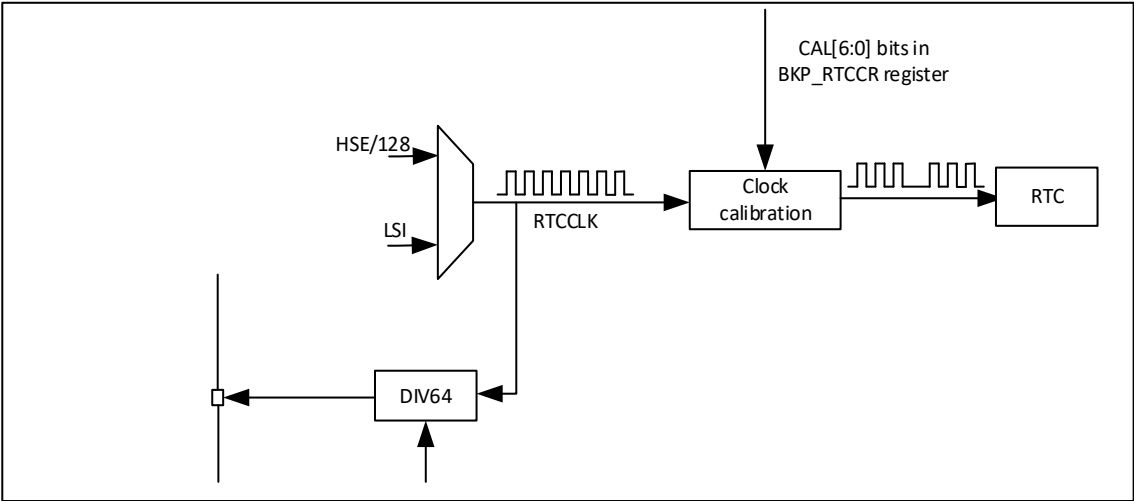 CAL[6:0] bits in
BKP_RTCCR register
HSE/128
LSI
RTCCLK
Clock
calibration
RTC
DIV64